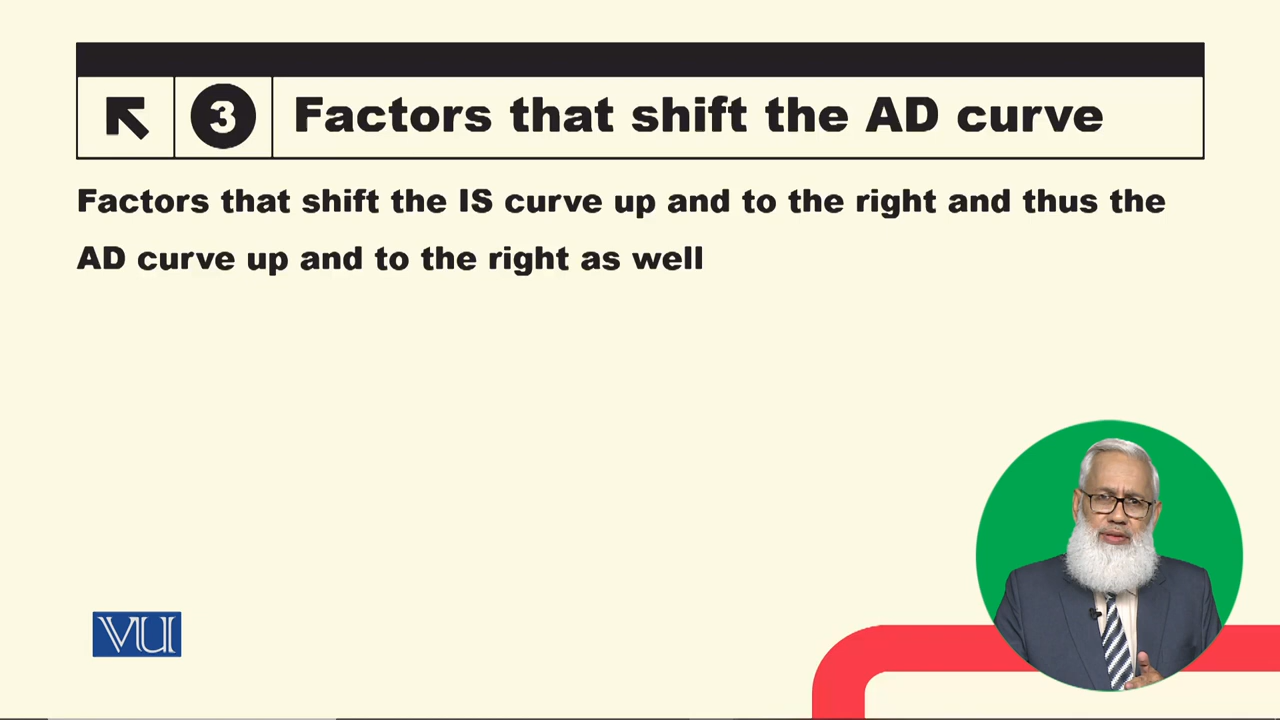 3 Factors that shift the AD curve
Factors that shift the IS curve up and to the right and thus the
AD curve up and to the right as well
VU